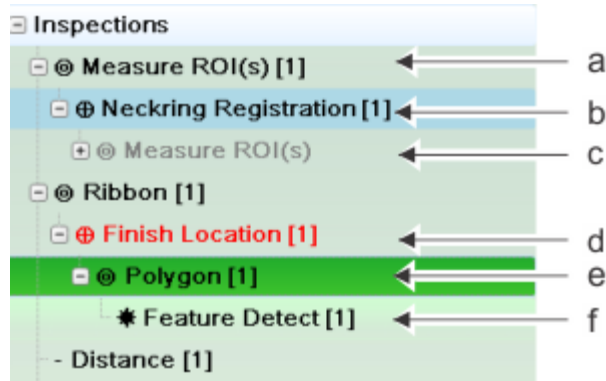 Inspections
Measure ROI(s) [1] a
Neckring Registration [1] b
Measure ROI(s) c
Ribbon [1]
Finish Location [1] d
Polygon [1] e
Feature Detect [1] f
- Distance [1]